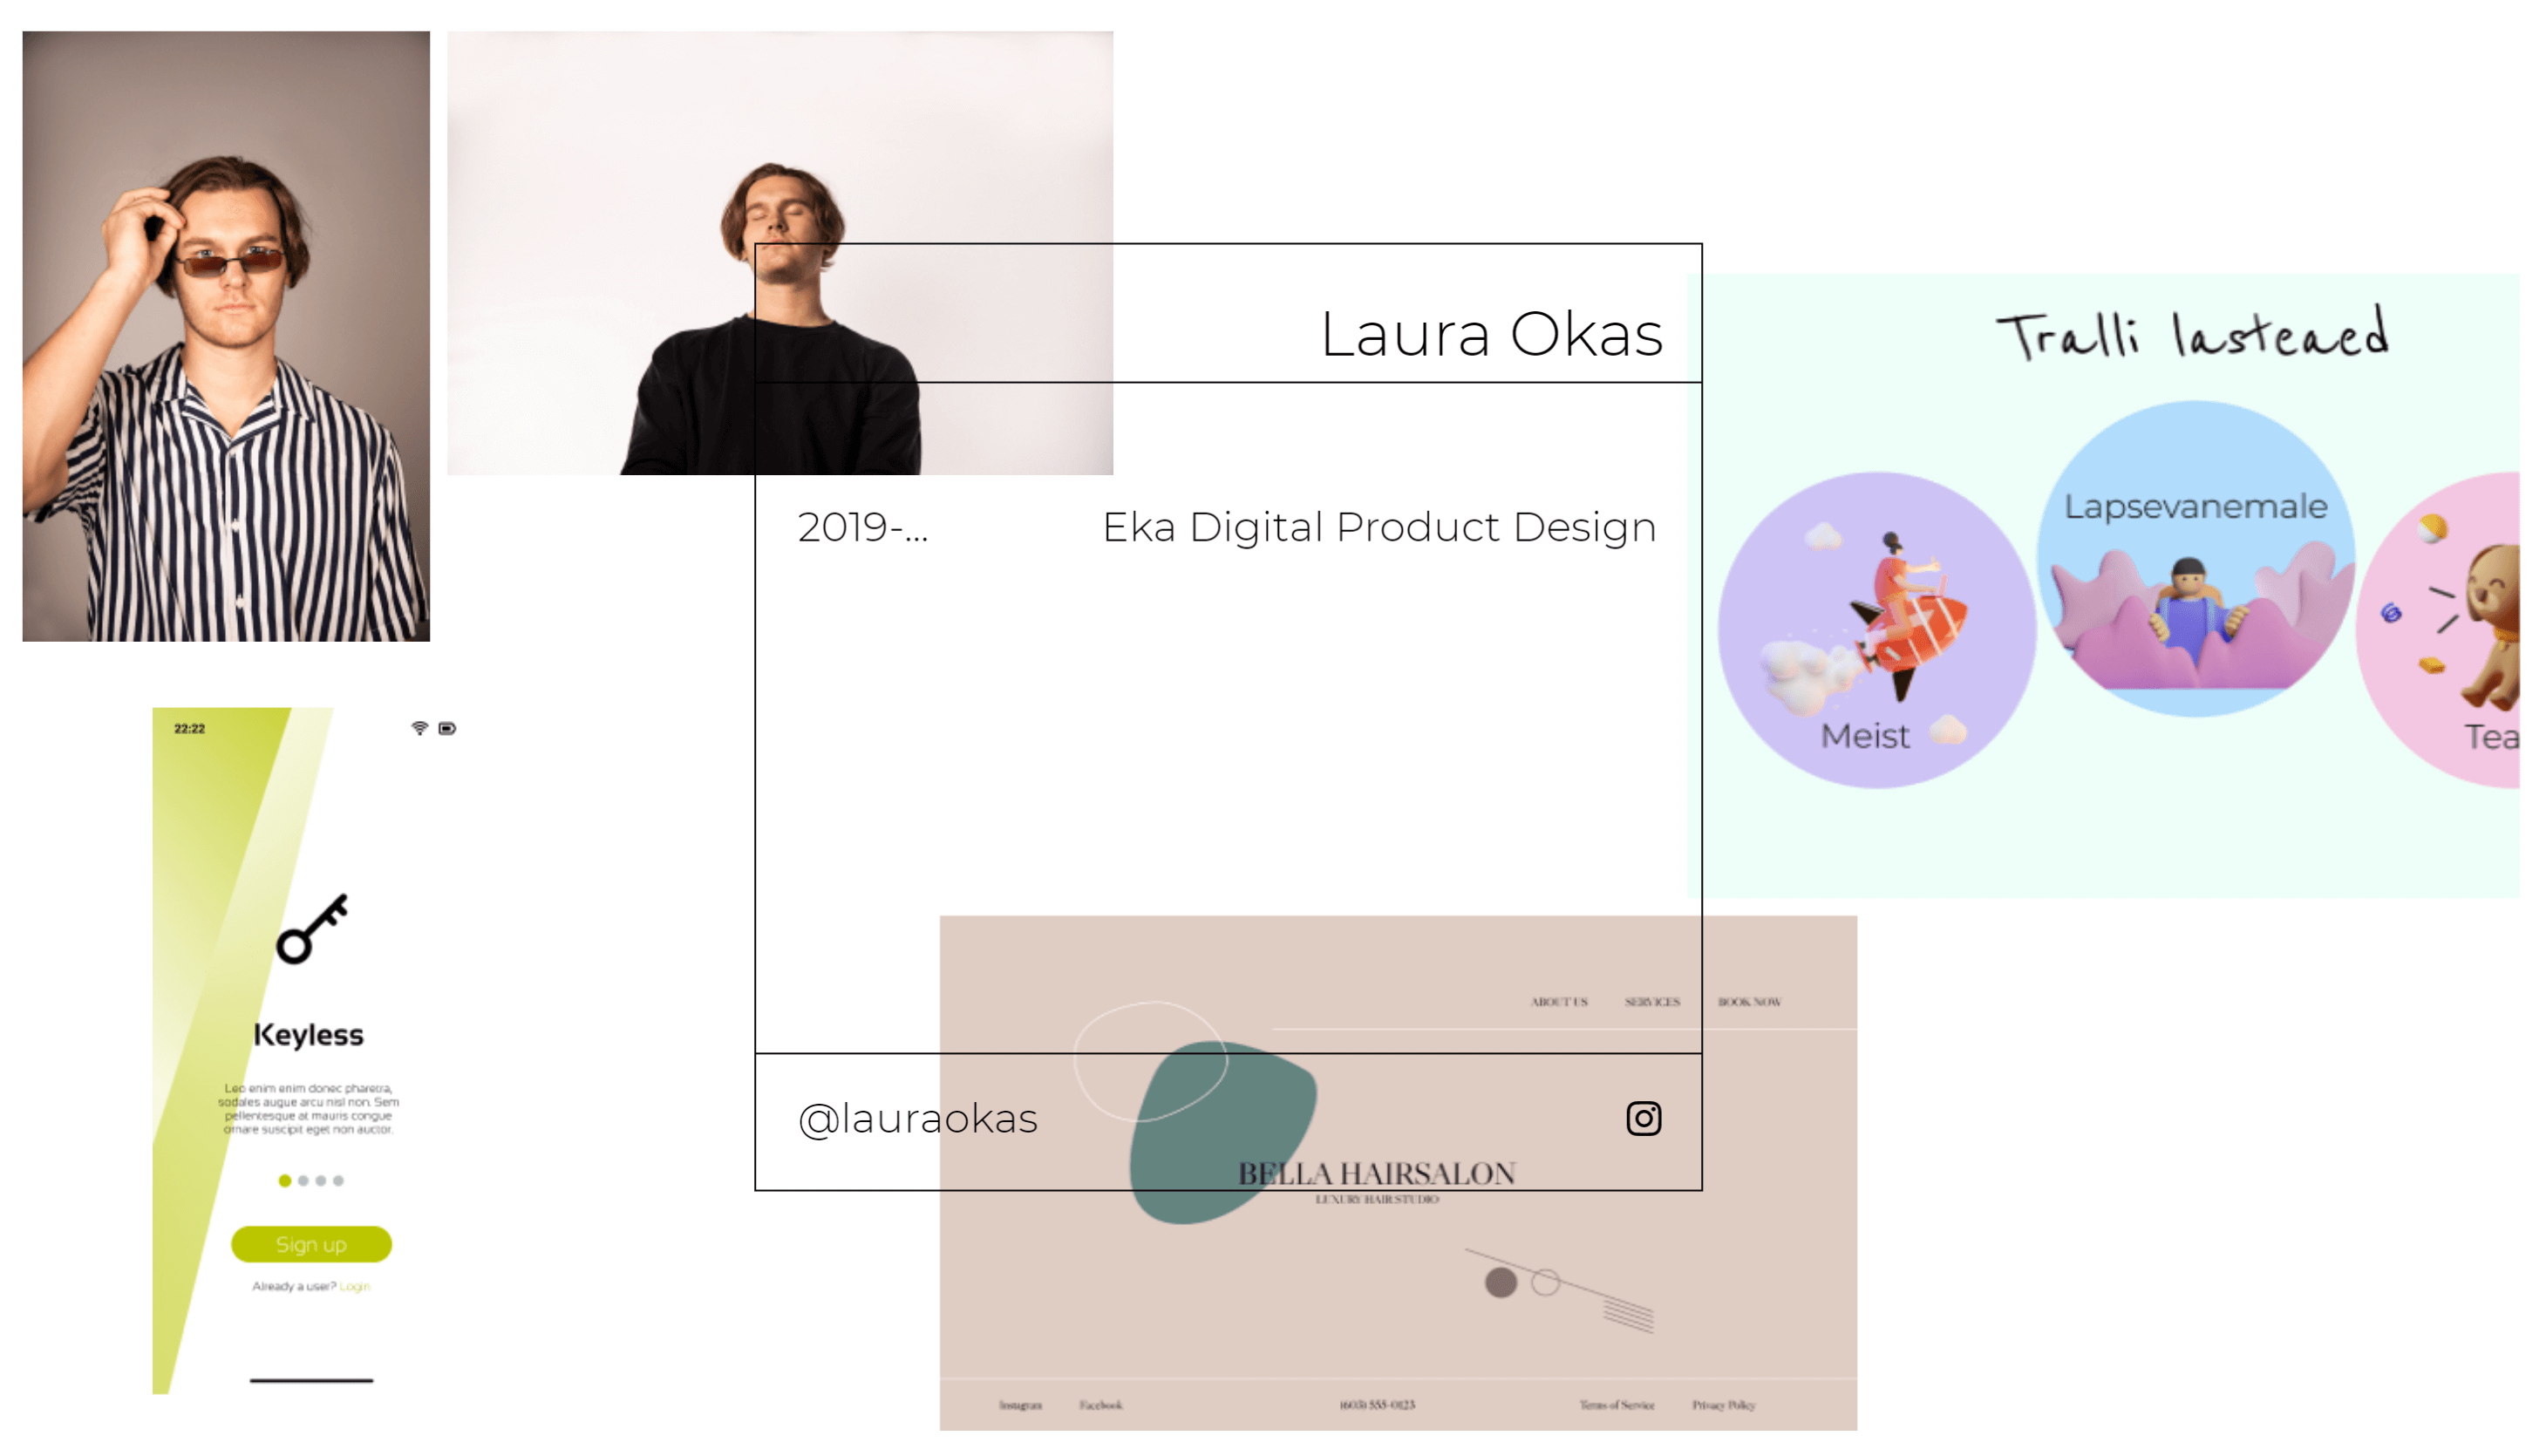 Laura Okas
2019-...
Eka Digital Product Design
@lauraokas
Tralli lasteaed
Lapsevanemale
Meist
Tea
22:22
Keyless
Leo enim enim donec pharetra,
sodales augue arcu nisl non. Sem
pellentesque at mauris congue
ornare suscipit eget non auctor.
Sign up
Already a user? Login
ABOUT US
SERVICES
BOOK NOW
BELLA HAIRSALON
LUXURY HAIR STUDIO
Instagram
Facebook
(603) 555-0123
Terms of Service
Privacy Policy